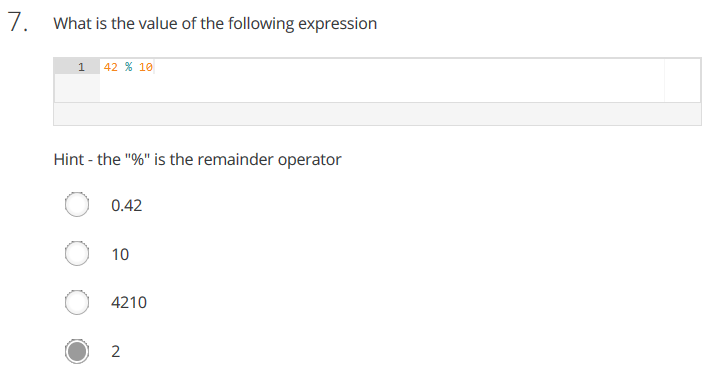 7. What is the value of the following expression
1 42 % 10
Hint - the "%" is the remainder operator
0.42
10
4210
2